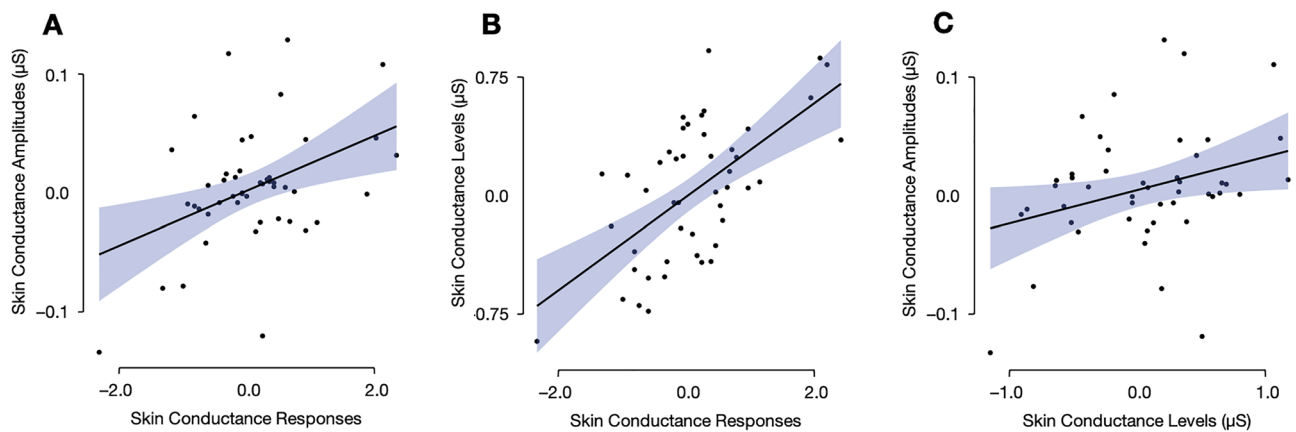 A
Skin Conductance Amplitudes (µS)
0.1
0.0
−0.1
−2.0 0.0 2.0
Skin Conductance Responses
B
Skin Conductance Levels (µS)
0.75
0.0
0.75
−2.0 0.0 2.0
Skin Conductance Responses
C
Skin Conductance Amplitudes (µS)
0.1
0.0
−0.1
−1.0 0.0 1.0
Skin Conductance Levels (µS)